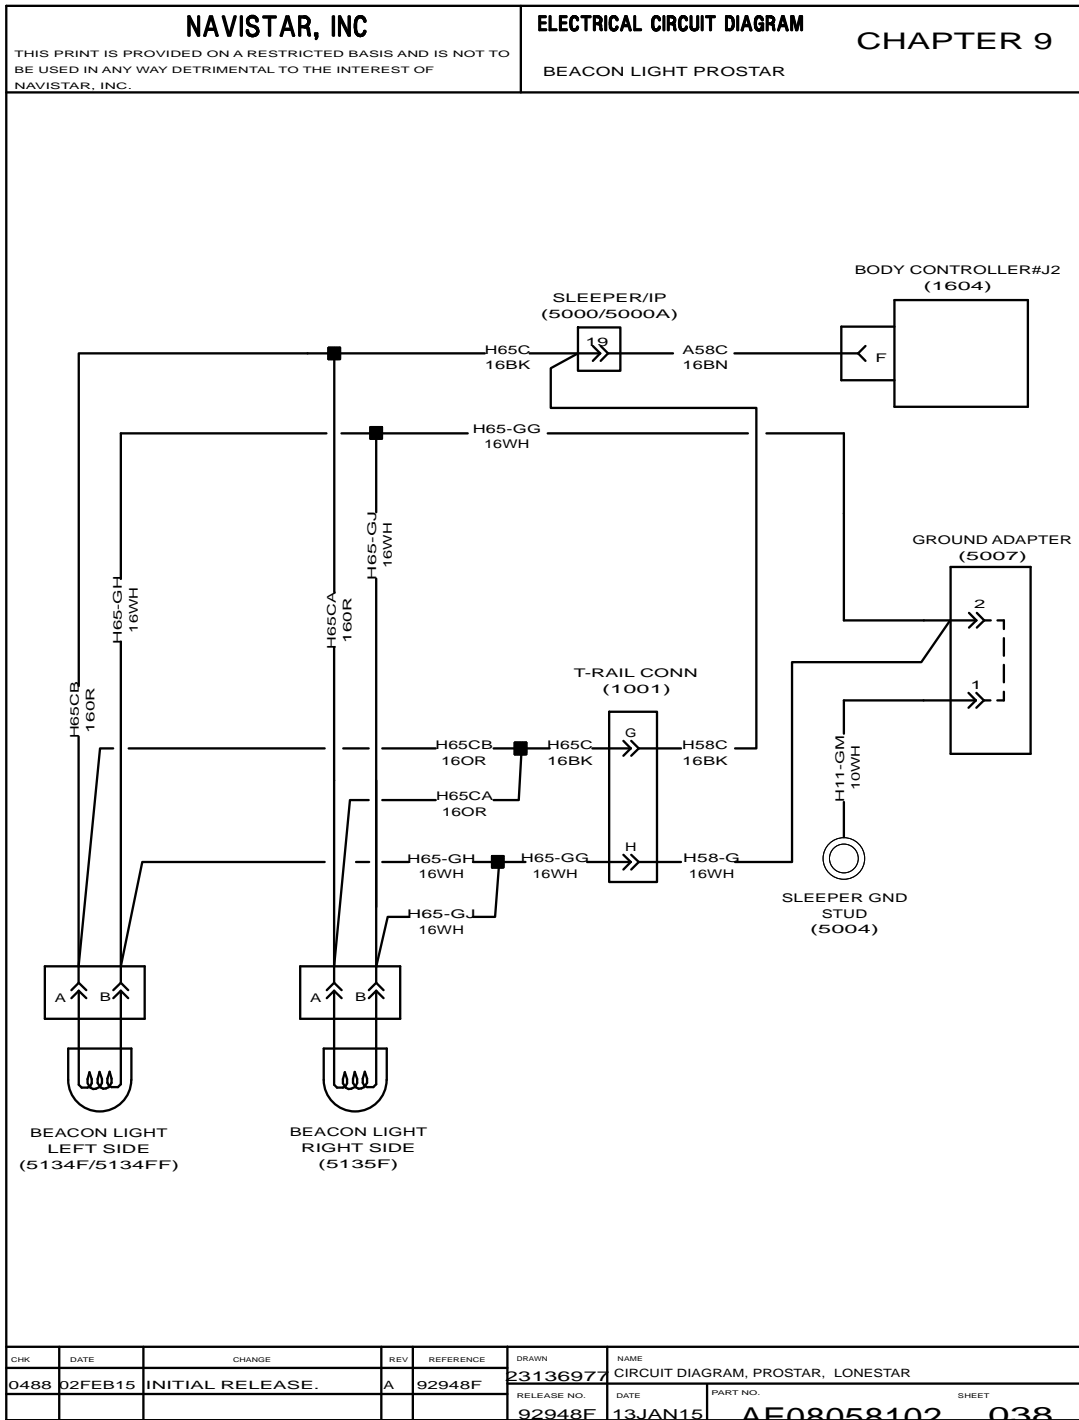 NAVISTAR, INC
THIS PRINT IS PROVIDED ON A RESTRICTED BASIS AND IS NOT TO
BE USED IN ANY WAY DETRIMENTAL TO THE INTEREST OF
NAVISTAR, INC.
ELECTRICAL CIRCUIT DIAGRAM
CHAPTER 9
BEACON LIGHT PROSTAR
BODY CONTROLLER#J2
(1604)
SLEEPER/IP
(5000/5000A)
19
H65C
16BK
A58C
16BN
F
H65-GG
16WH
H65-GJ
16WH
H65-GH
16WH
H65CA
16OR
H65CB
16OR
GROUND ADAPTER
(5007)
2
1
T-RAIL CONN
(1001)
G
H
H65CB
16OR
H65C
16BK
H58C
16BK
H65CA
16OR
H65-GH
16WH
H65-GG
16WH
H58-G
16WH
H65-GJ
16WH
H11-GM
10WH
SLEEPER GND
STUD
(5004)
A
B
A
B
BEACON LIGHT
LEFT SIDE
(5134F/5134FF)
BEACON LIGHT
RIGHT SIDE
(5135F)
CHK DATE CHANGE REV REFERENCE
0488 02FEB15 INITIAL RELEASE. A 92948F
DRAWN
23136977
NAME
CIRCUIT DIAGRAM, PROSTAR, LONESTAR
RELEASE NO. DATE PART NO. SHEET
92948F 13JAN15 AE08058102 038